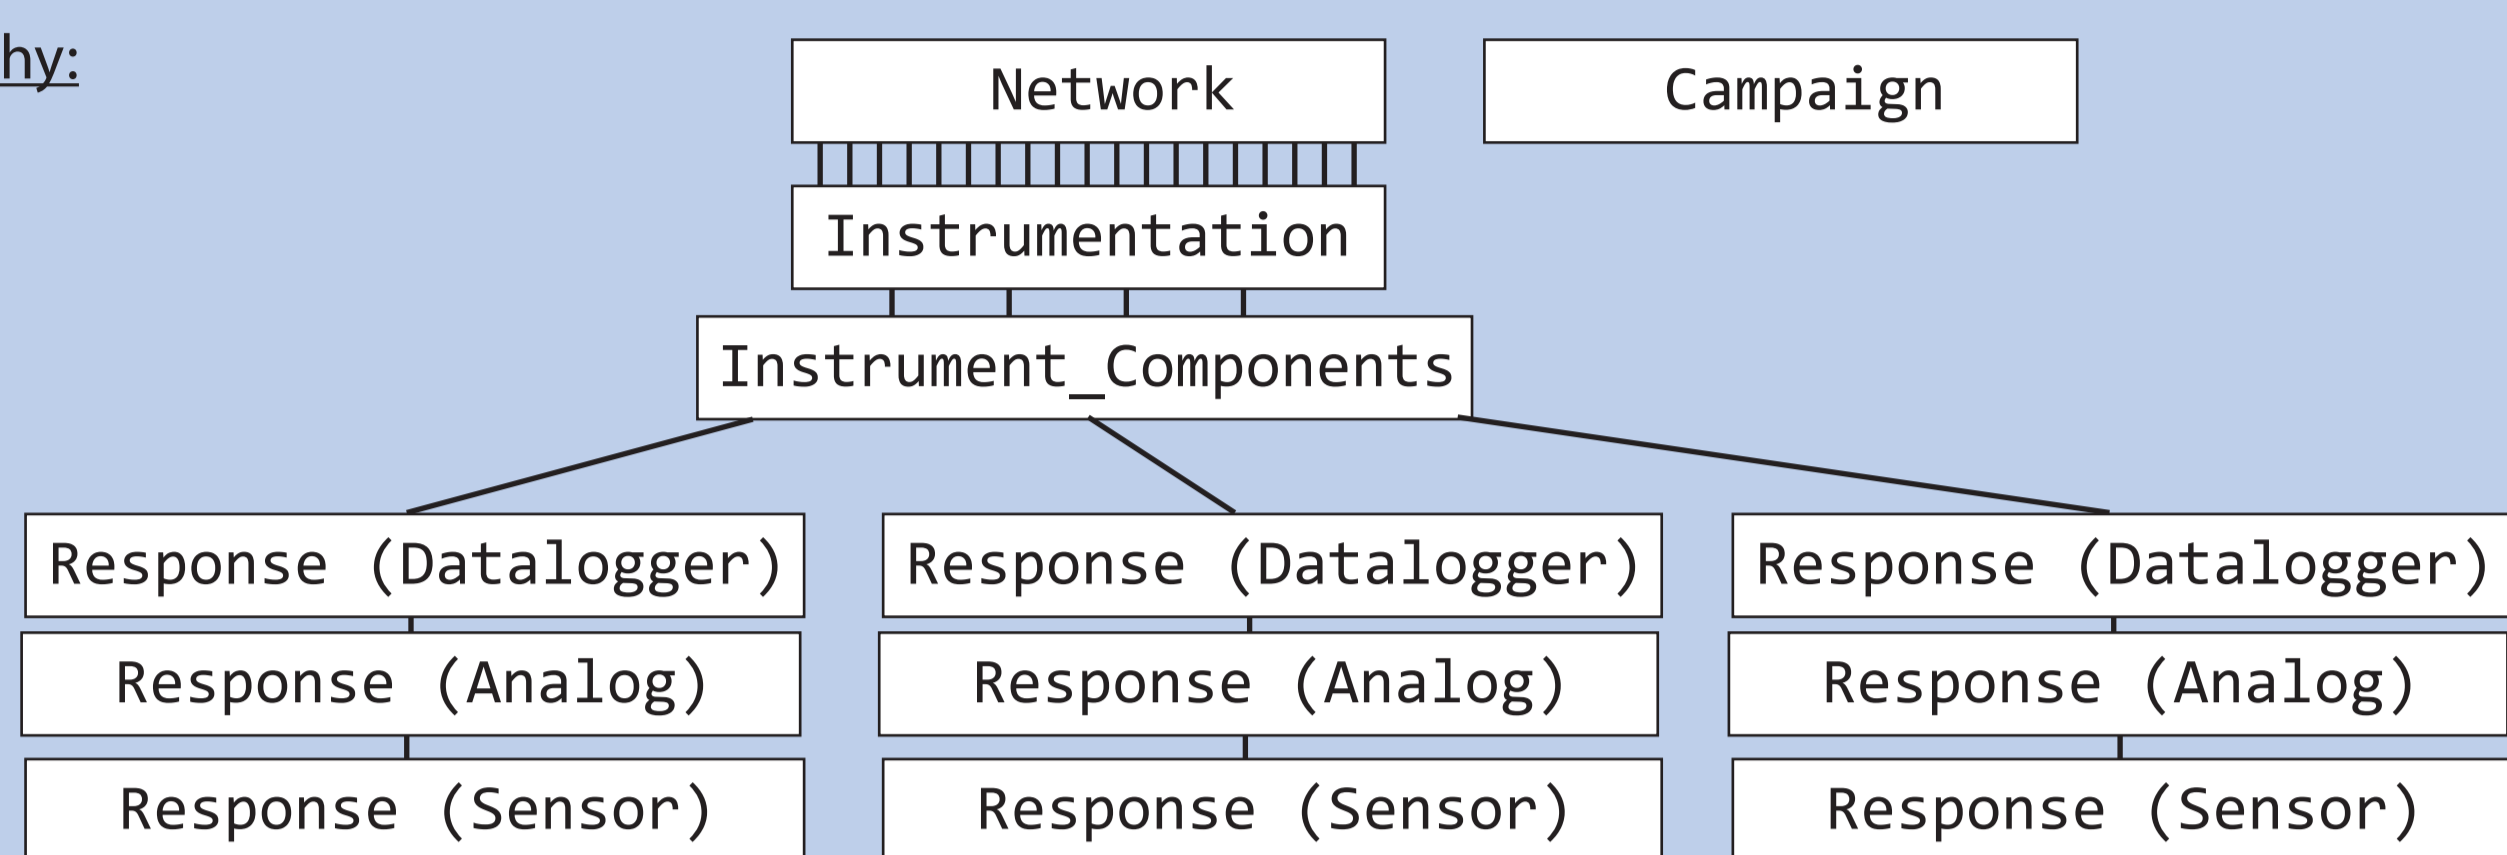 hy:
Network
Campaign
Instrumentation
Instrument_Components
Response (Datalogger)
Response (Datalogger)
Response (Datalogger)
Response (Analog)
Response (Analog)
Response (Analog)
Response (Sensor)
Response (Sensor)
Response (Sensor)